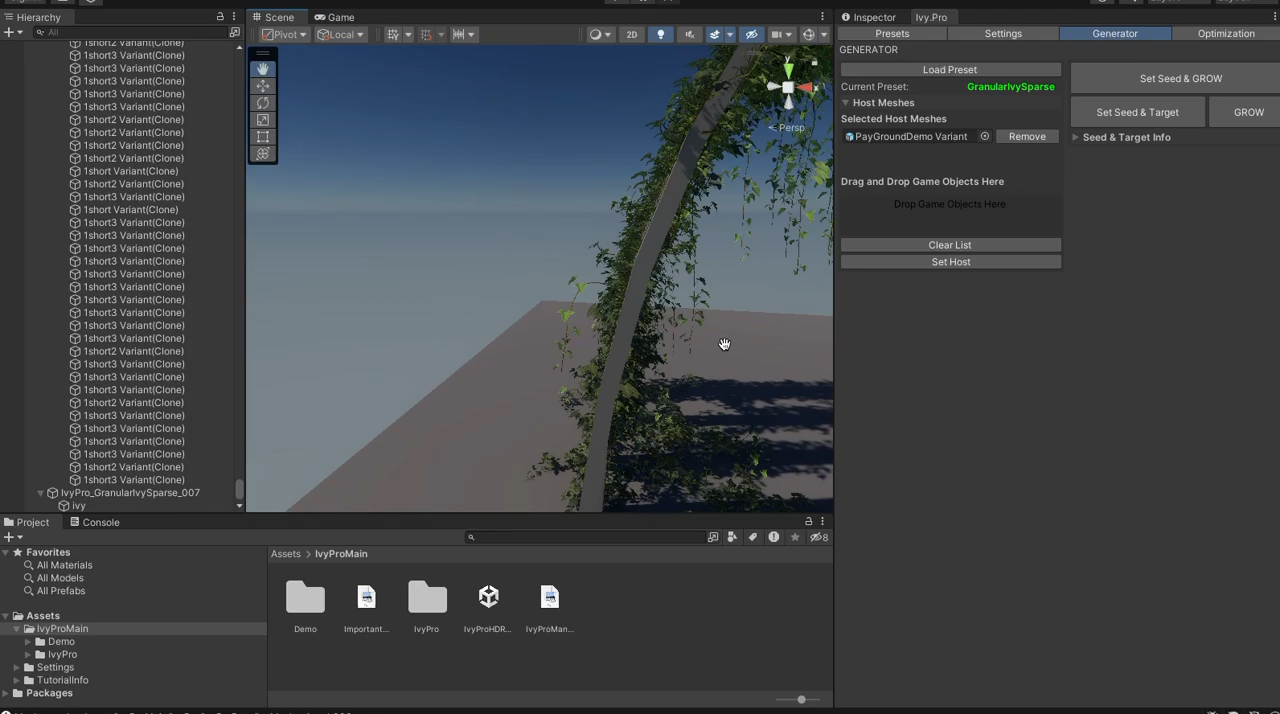 Hierarchy
All
1short2 Variant(Clone)
1short3 Variant(Clone)
1short3 Variant(Clone)
1short3 Variant(Clone)
1short3 Variant(Clone)
1short3 Variant(Clone)
1short2 Variant(Clone)
1short2 Variant(Clone)
1short2 Variant(Clone)
1short2 Variant(Clone)
1short Variant(Clone)
1short2 Variant(Clone)
1short3 Variant(Clone)
1short Variant(Clone)
1short3 Variant(Clone)
1short3 Variant(Clone)
1short3 Variant(Clone)
1short3 Variant(Clone)
1short3 Variant(Clone)
1short3 Variant(Clone)
1short3 Variant(Clone)
1short3 Variant(Clone)
1short3 Variant(Clone)
1short3 Variant(Clone)
1short2 Variant(Clone)
1short3 Variant(Clone)
1short3 Variant(Clone)
1short3 Variant(Clone)
1short2 Variant(Clone)
1short3 Variant(Clone)
1short3 Variant(Clone)
1short3 Variant(Clone)
1short3 Variant(Clone)
1short2 Variant(Clone)
1short3 Variant(Clone)
IvyPro_GranularIvySparse_007
ivy
Scene
Game
Pivot
Local
2D
y
x
Persp
Inspector
Ivy.Pro
Presets
Settings
Generator
Optimization
GENERATOR
Load Preset
Current Preset:
GranularIvySparse
Host Meshes
Selected Host Meshes
PayGroundDemo Variant
Remove
Drag and Drop Game Objects Here
Drop Game Objects Here
Clear List
Set Host
Set Seed & GROW
Set Seed & Target
GROW
Seed & Target Info
Project
Console
8
Favorites
All Materials
All Models
All Prefabs
Assets
IvyProMain
Demo
IvyPro
Settings
TutorialInfo
Packages
Assets > IvyProMain
Demo
Important...
IvyPro
IvyProHDR...
IvyProMan...